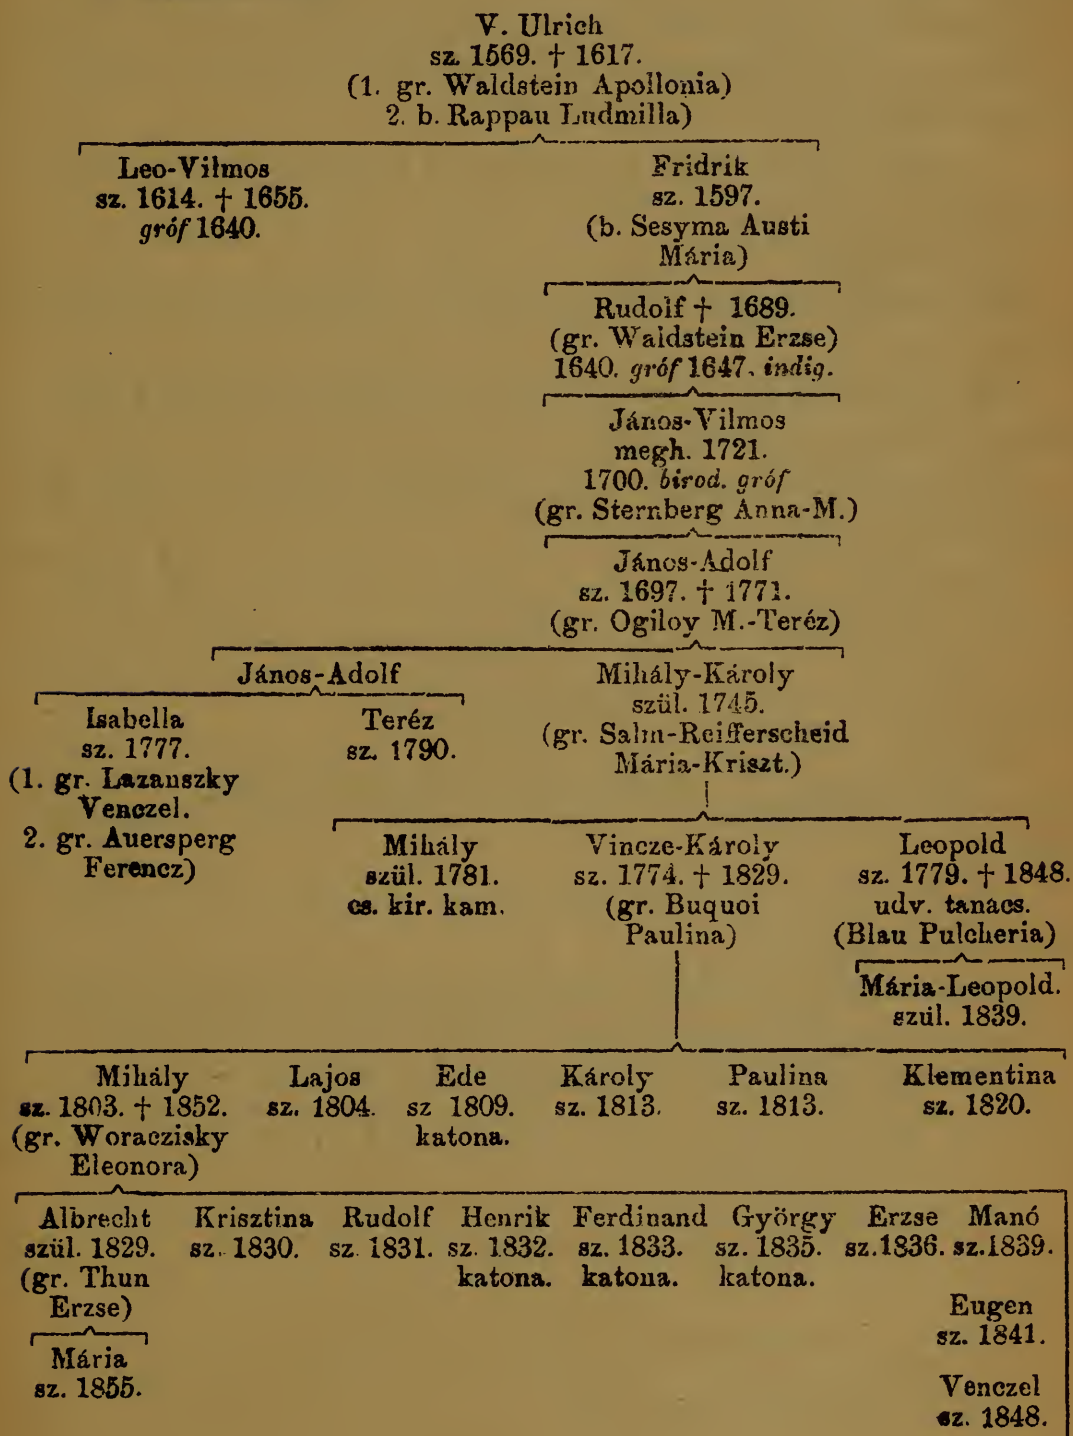 V. Ulrich
sz. 1569. † 1617.
(1. gr. Waldstein Apollonia)
2. b. Rappau Ludmilla)
Leo-Vilmos
sz. 1614. † 1655.
gróf 1640.
Fridrik
sz. 1597.
(b. Sesyma Austi
Mária)
Rudolf † 1689.
(gr. Waldstein Erzse)
1640. gróf 1647. indig.
János-Vilmos
megh. 1721.
1700. birod. gróf
(gr. Sternberg Anna-M.)
János-Adolf
sz. 1697. † 1771.
(gr. Ogiloy M.-Teréz)
János-Adolf
Isabella
sz. 1777.
(1. gr. Lazanszky
Venczel.
2. gr. Auersperg
Ferencz)
Teréz
sz. 1790.
Mihály-Károly
szül. 1745.
(gr. Salm-Reifferscheid
Mária-Kriszt.)
Mihály
szül. 1781.
cs. kir. kam.
Vincze-Károly
sz. 1774. † 1829.
(gr. Buquoi
Paulina)
Leopold
sz. 1779. † 1848.
udv. tanács.
(Blau Pulcheria)
Mária-Leopold.
szül. 1839.
Mihály
sz. 1803. † 1852.
(gr. Woracziský
Eleonora)
Lajos
sz. 1804.
Ede
sz 1809.
katona.
Károly
sz. 1813.
Paulina
sz. 1813.
Klementina
sz. 1820.
Albrecht
szül. 1829.
(gr. Thun
Erzse)
Mária
sz. 1855.
Krisztina
sz. 1830.
Rudolf
sz. 1831.
Henrik
sz. 1832.
katona.
Ferdinand
sz. 1833.
katona.
György
sz. 1835.
katona.
Erzse
sz.1836.
Manó
sz.1839.
Eugen
sz. 1841.
Venczel
sz. 1848.